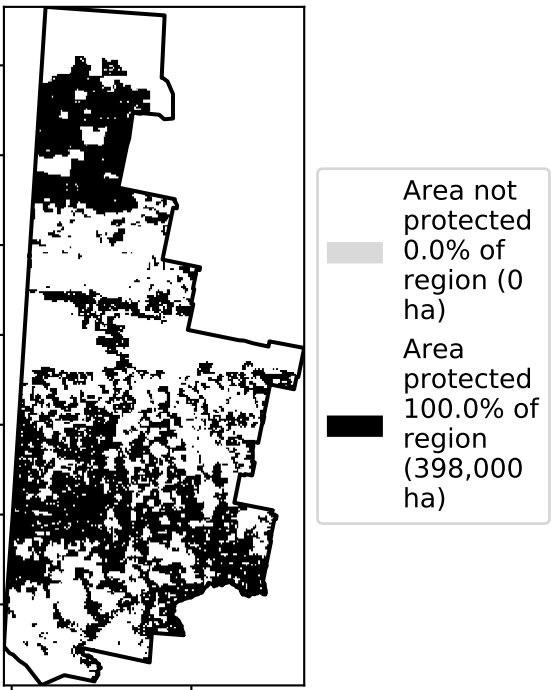 Area not
protected
0.0% of
region (0
ha)
Area
protected
100.0% of
region
(398,000
ha)